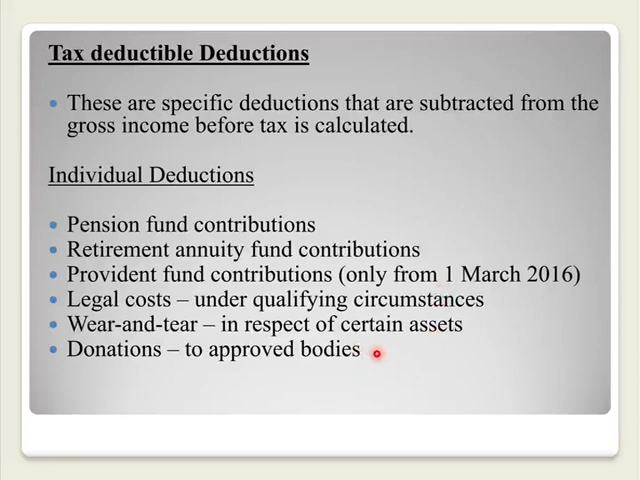 Tax deductible Deductions
• These are specific deductions that are subtracted from the
gross income before tax is calculated.
Individual Deductions
• Pension fund contributions
• Retirement annuity fund contributions
• Provident fund contributions (only from 1 March 2016)
• Legal costs – under qualifying circumstances
• Wear-and-tear – in respect of certain assets
• Donations – to approved bodies